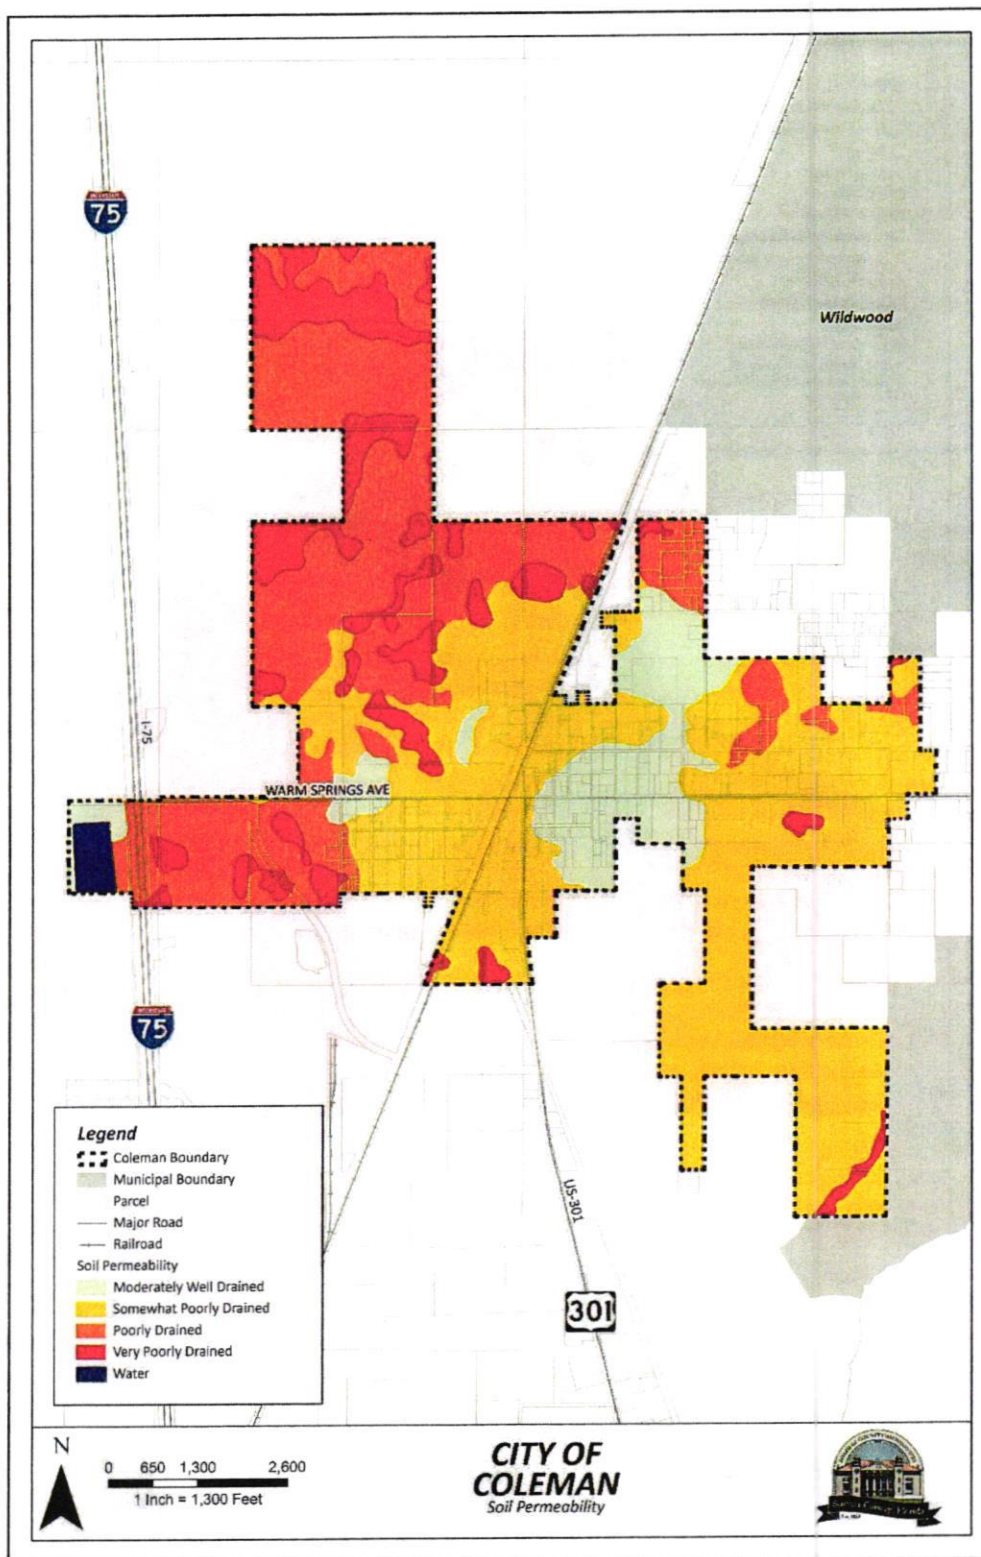 INTERSTATE
75
Wildwood
I-75
WARM SPRINGS AVE
75
US-301
301
Legend
Coleman Boundary
Municipal Boundary
Parcel
Major Road
Railroad
Soil Permeability
Moderately Well Drained
Somewhat Poorly Drained
Poorly Drained
Very Poorly Drained
Water
N
0 650 1,300 2,600
1 Inch = 1,300 Feet
CITY OF
COLEMAN
Soil Permeability